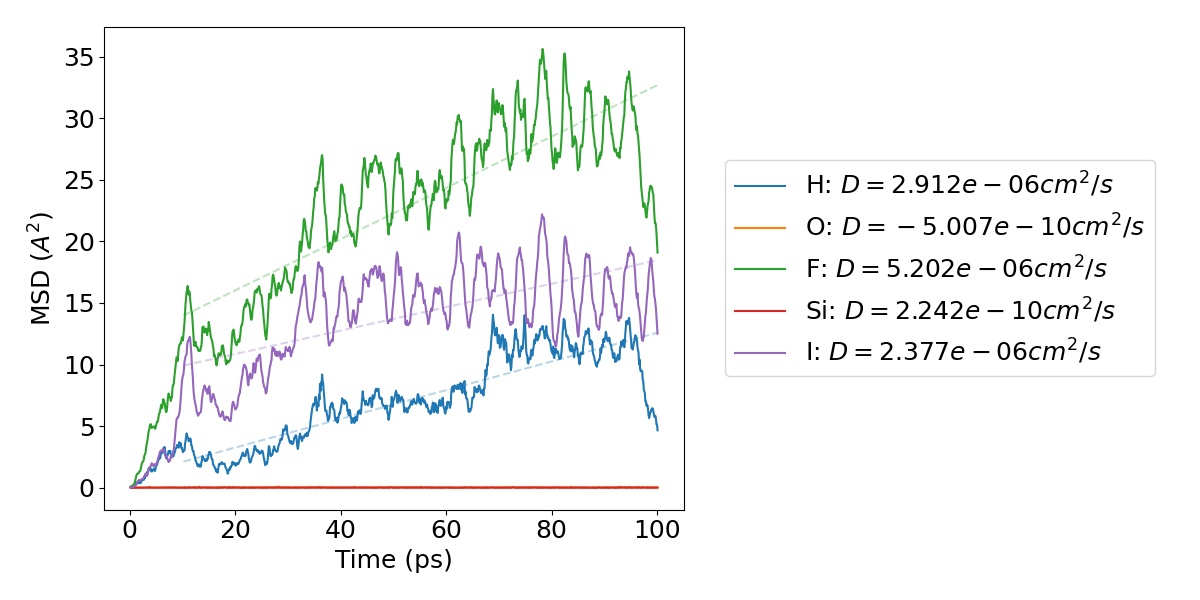 35
30
25
20
15
10
5
0
MSD (A²)
0 20 40 60 80 100
Time (ps)
H: D = 2.912e − 06cm²/s
O: D = − 5.007e − 10cm²/s
F: D = 5.202e − 06cm²/s
Si: D = 2.242e − 10cm²/s
I: D = 2.377e − 06cm²/s